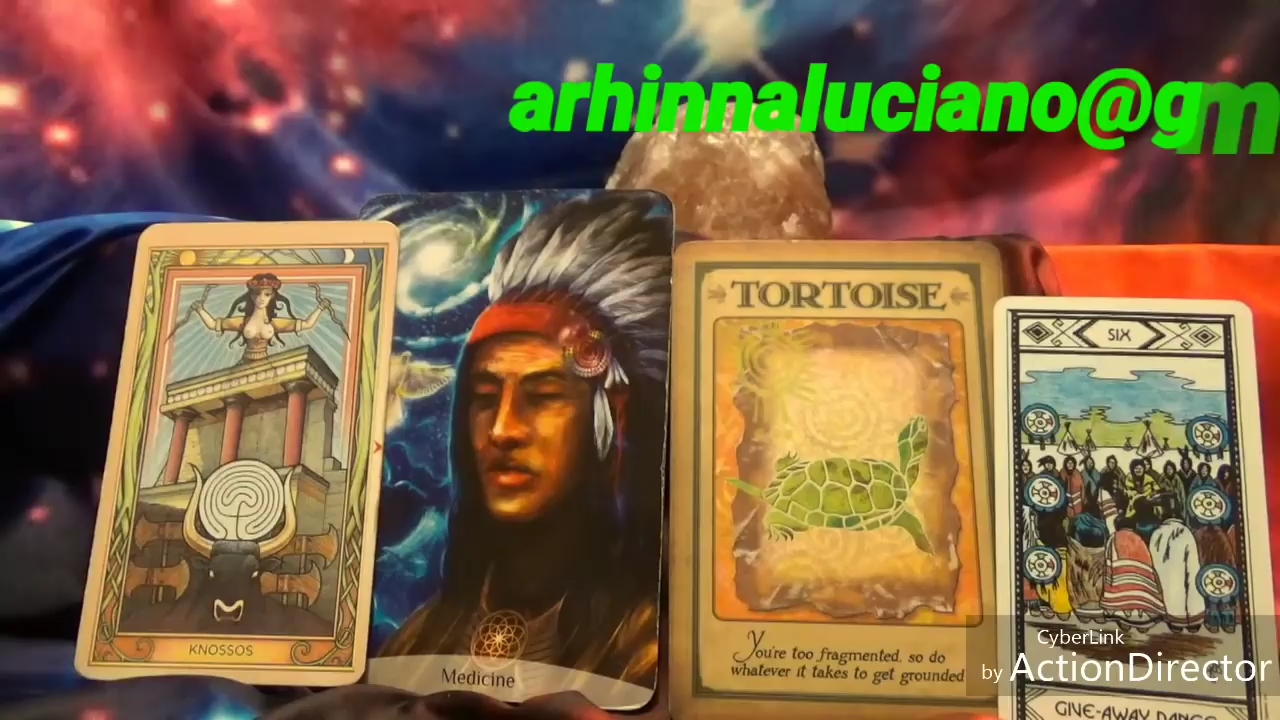 arhinnaluciano@gm
KNOSSOS
Medicine
TORTOISE
You're too fragmented, so do
whatever it takes to get grounded
SIX
GIVE-AWAY DANCE
CyberLink
by ActionDirector